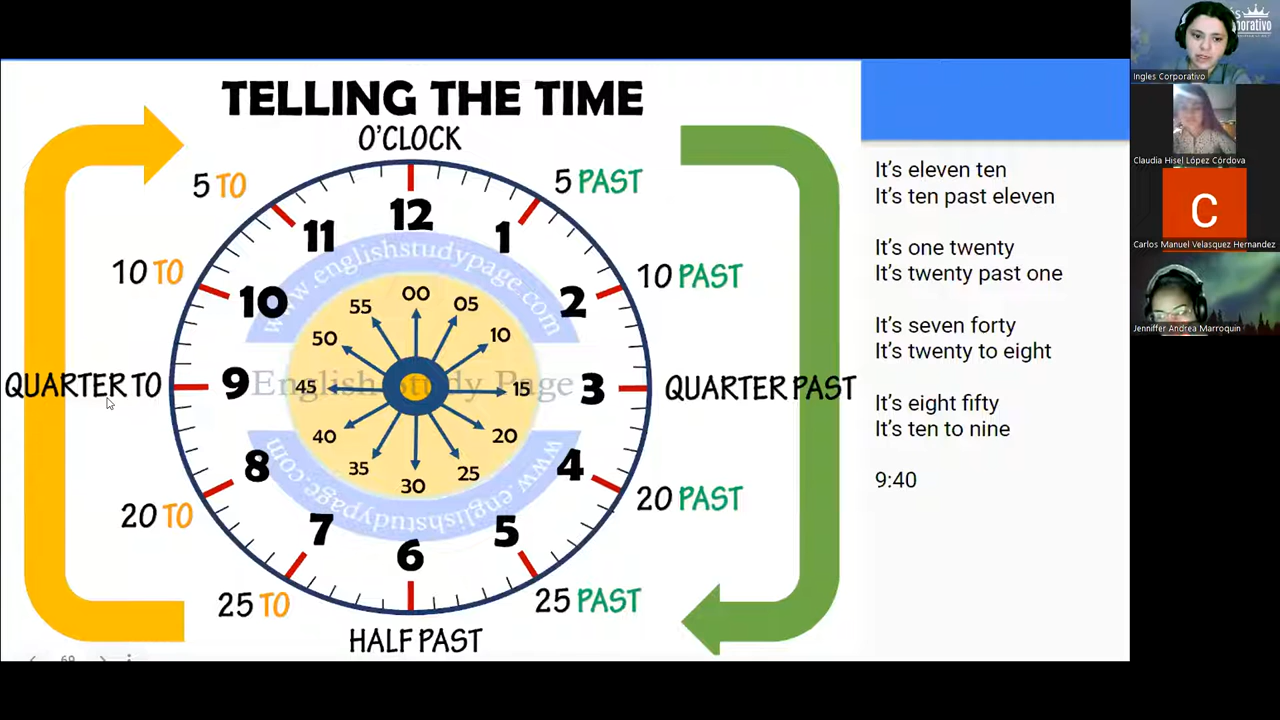 TELLING THE TIME
O'CLOCK
5 TO
5 PAST
10 TO
10 PAST
QUARTER TO
QUARTER PAST
20 TO
20 PAST
25 TO
25 PAST
HALF PAST
12
1
2
3
4
5
6
7
8
9
10
11
00
05
10
15
20
25
30
35
40
45
50
55
www.englishstudypage.com
English Study Page
www.englishstudypage.com
69
It's eleven ten
It's ten past eleven
It's one twenty
It's twenty past one
It's seven forty
It's twenty to eight
It's eight fifty
It's ten to nine
9:40
Ingles Corporativo
Claudia Hisel López Córdova
C
Carlos Manuel Velasquez Hernandez
Jenniffer Andrea Marroquin